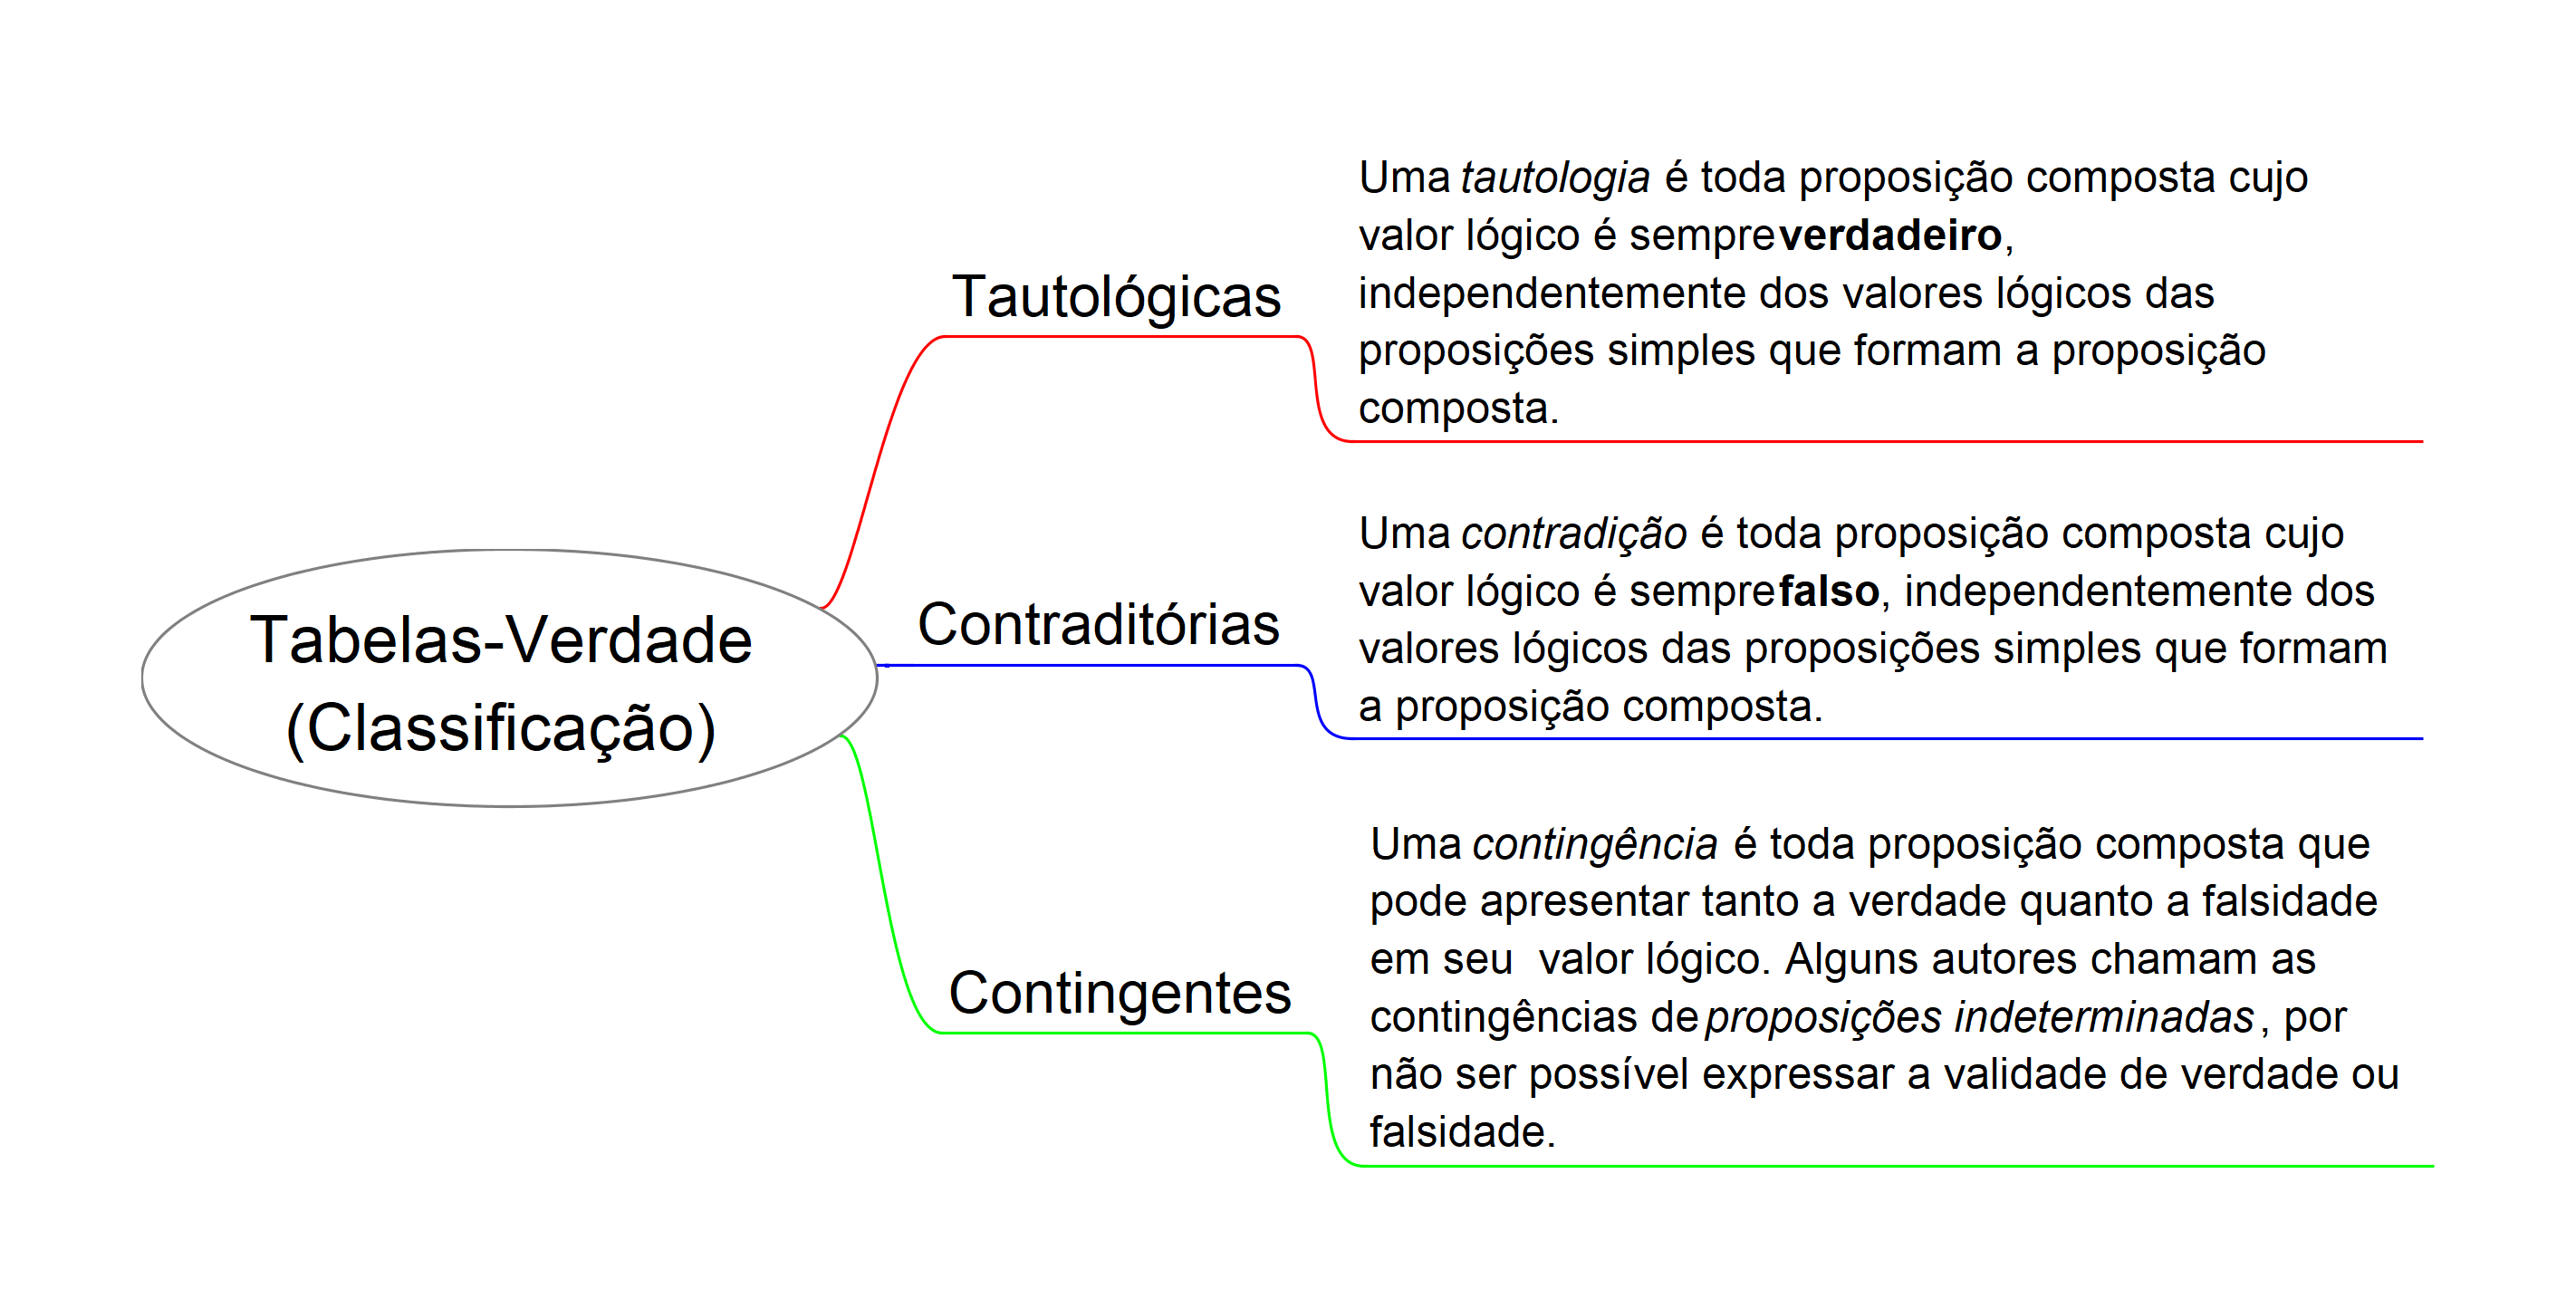 Tabelas-Verdade
(Classificação)
Tautológicas
Uma tautologia é toda proposição composta cujo
valor lógico é sempre verdadeiro,
independentemente dos valores lógicos das
proposições simples que formam a proposição
composta.
Contraditórias
Uma contradição é toda proposição composta cujo
valor lógico é sempre falso, independentemente dos
valores lógicos das proposições simples que formam
a proposição composta.
Contingentes
Uma contingência é toda proposição composta que
pode apresentar tanto a verdade quanto a falsidade
em seu valor lógico. Alguns autores chamam as
contingências de proposições indeterminadas, por
não ser possível expressar a validade de verdade ou
falsidade.